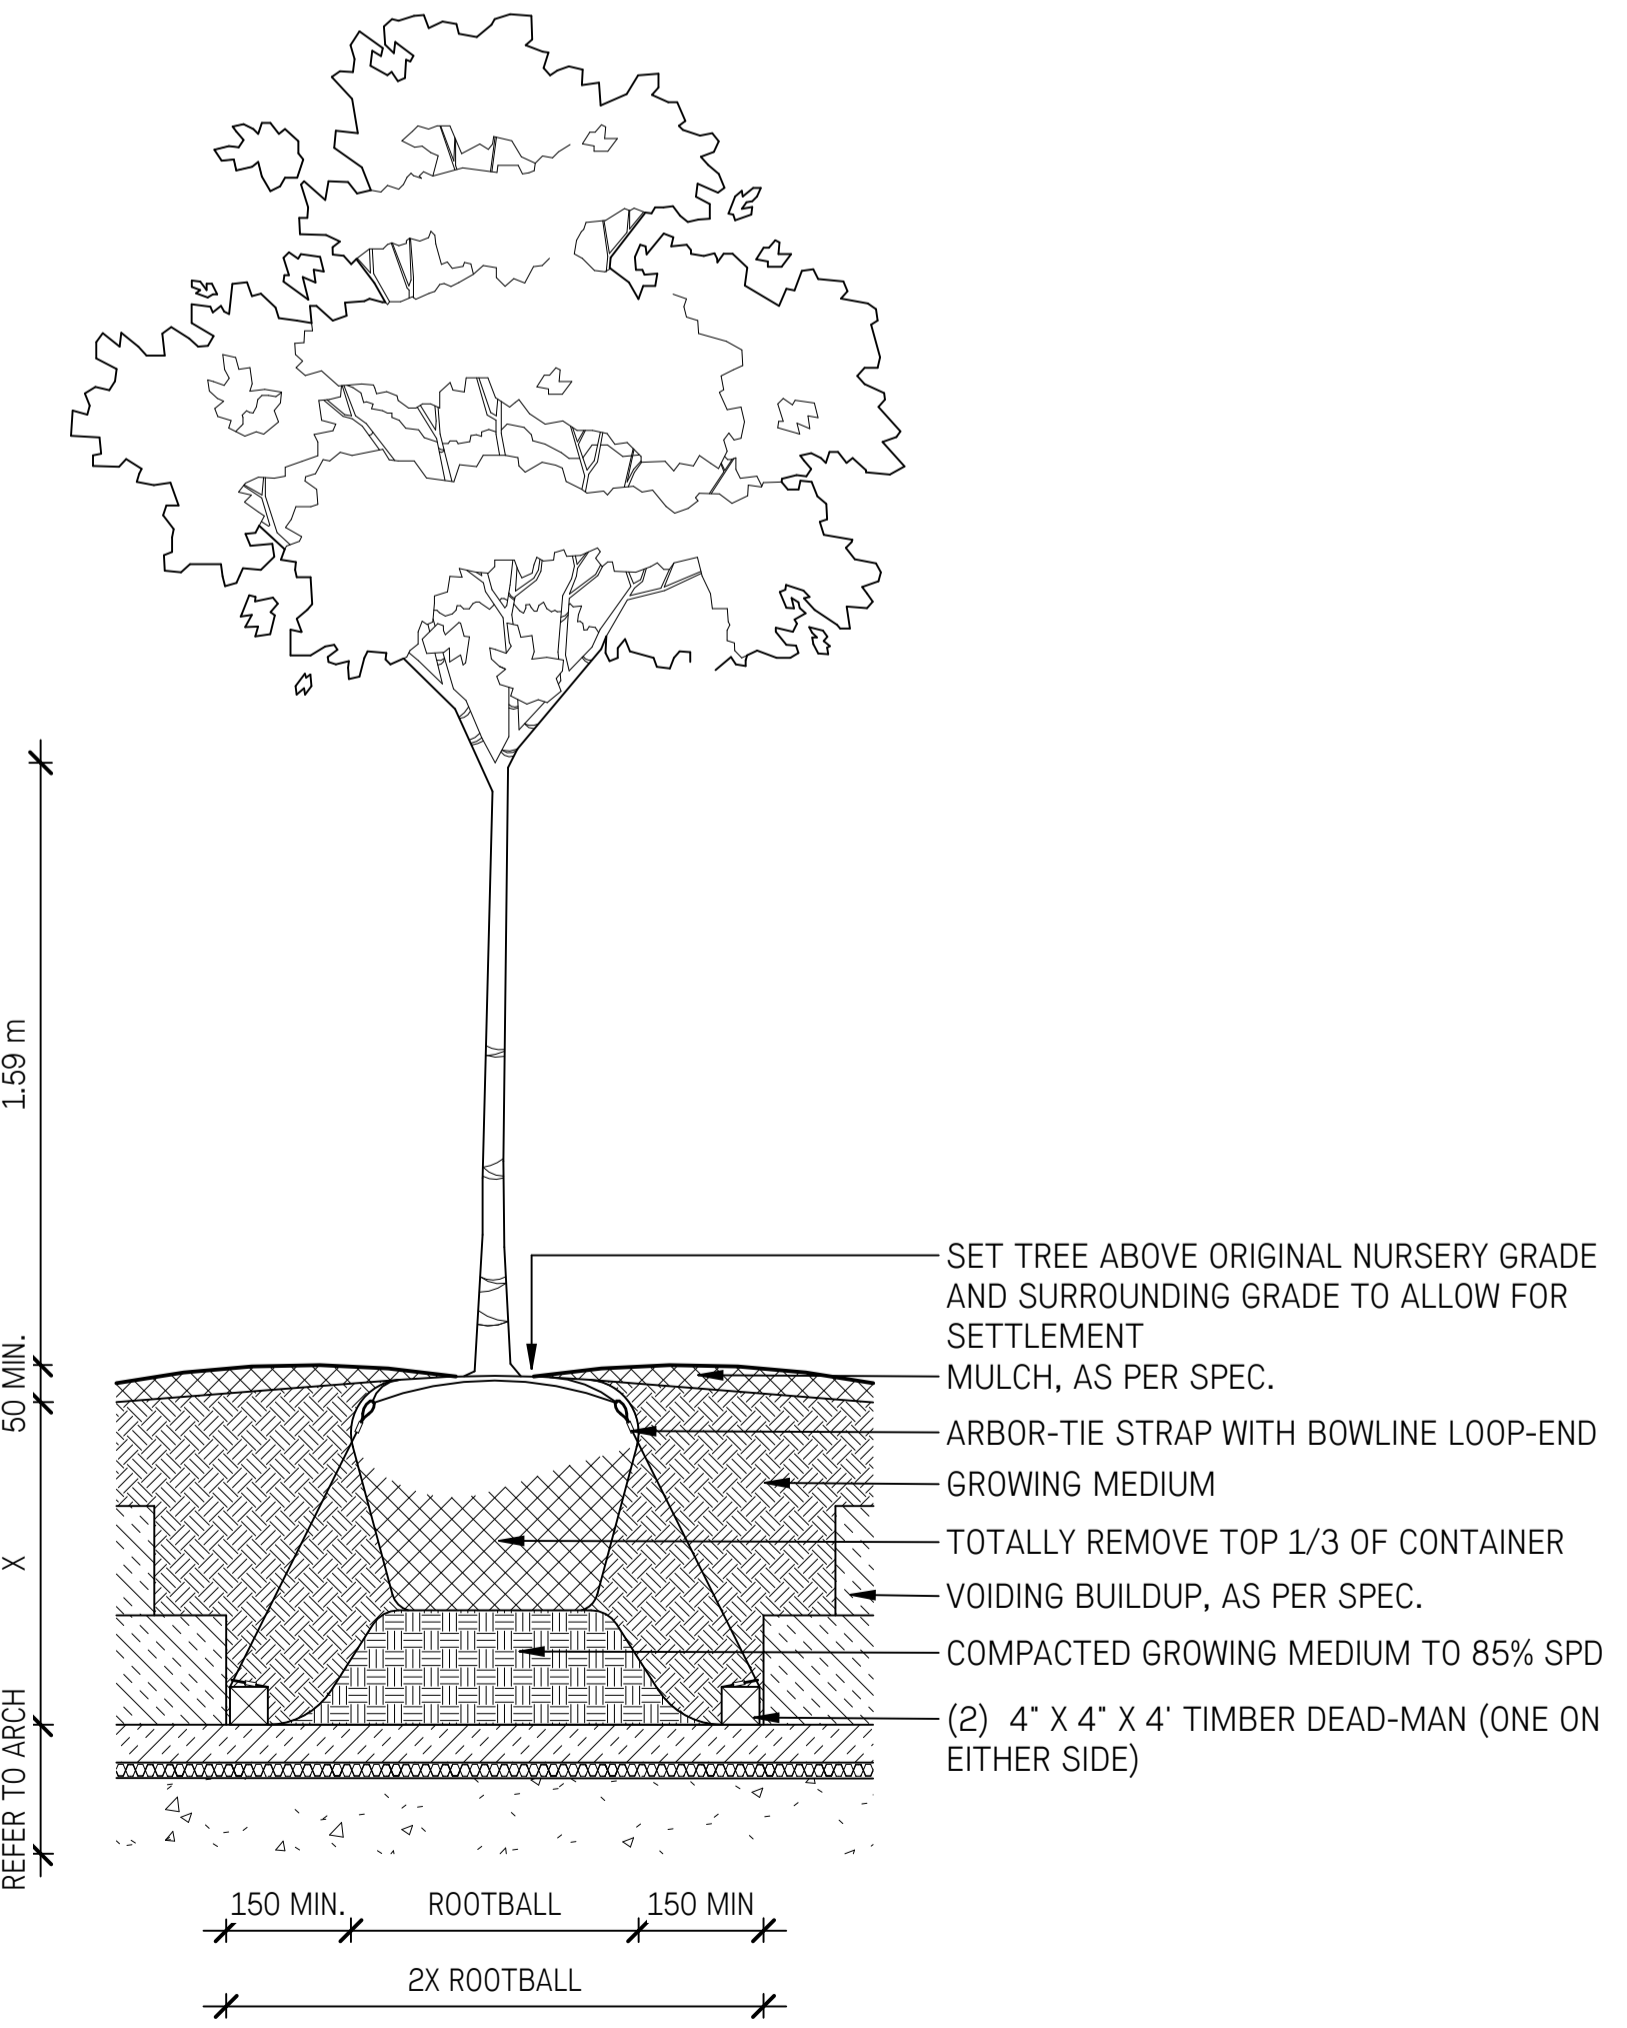 1.59 m
50 MIN.
X
REFER TO ARCH
SET TREE ABOVE ORIGINAL NURSERY GRADE
AND SURROUNDING GRADE TO ALLOW FOR
SETTLEMENT
MULCH, AS PER SPEC.
ARBOR-TIE STRAP WITH BOWLINE LOOP-END
GROWING MEDIUM
TOTALLY REMOVE TOP 1/3 OF CONTAINER
VOIDING BUILDUP, AS PER SPEC.
COMPACTED GROWING MEDIUM TO 85% SPD
(2) 4" X 4" X 4' TIMBER DEAD-MAN (ONE ON
EITHER SIDE)
150 MIN.
ROOTBALL
150 MIN
2X ROOTBALL